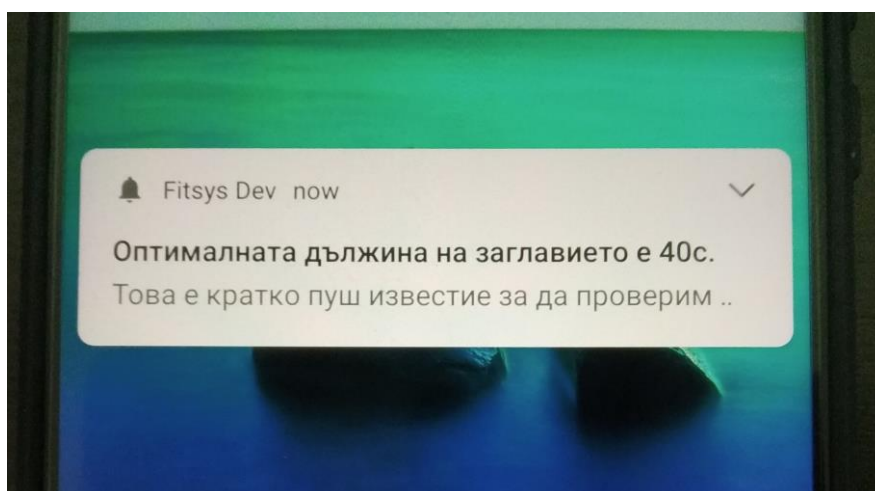 Fitsys Dev now
Оптималната дължина на заглавието е 40с.
Това е кратко пуш известие за да проверим ..